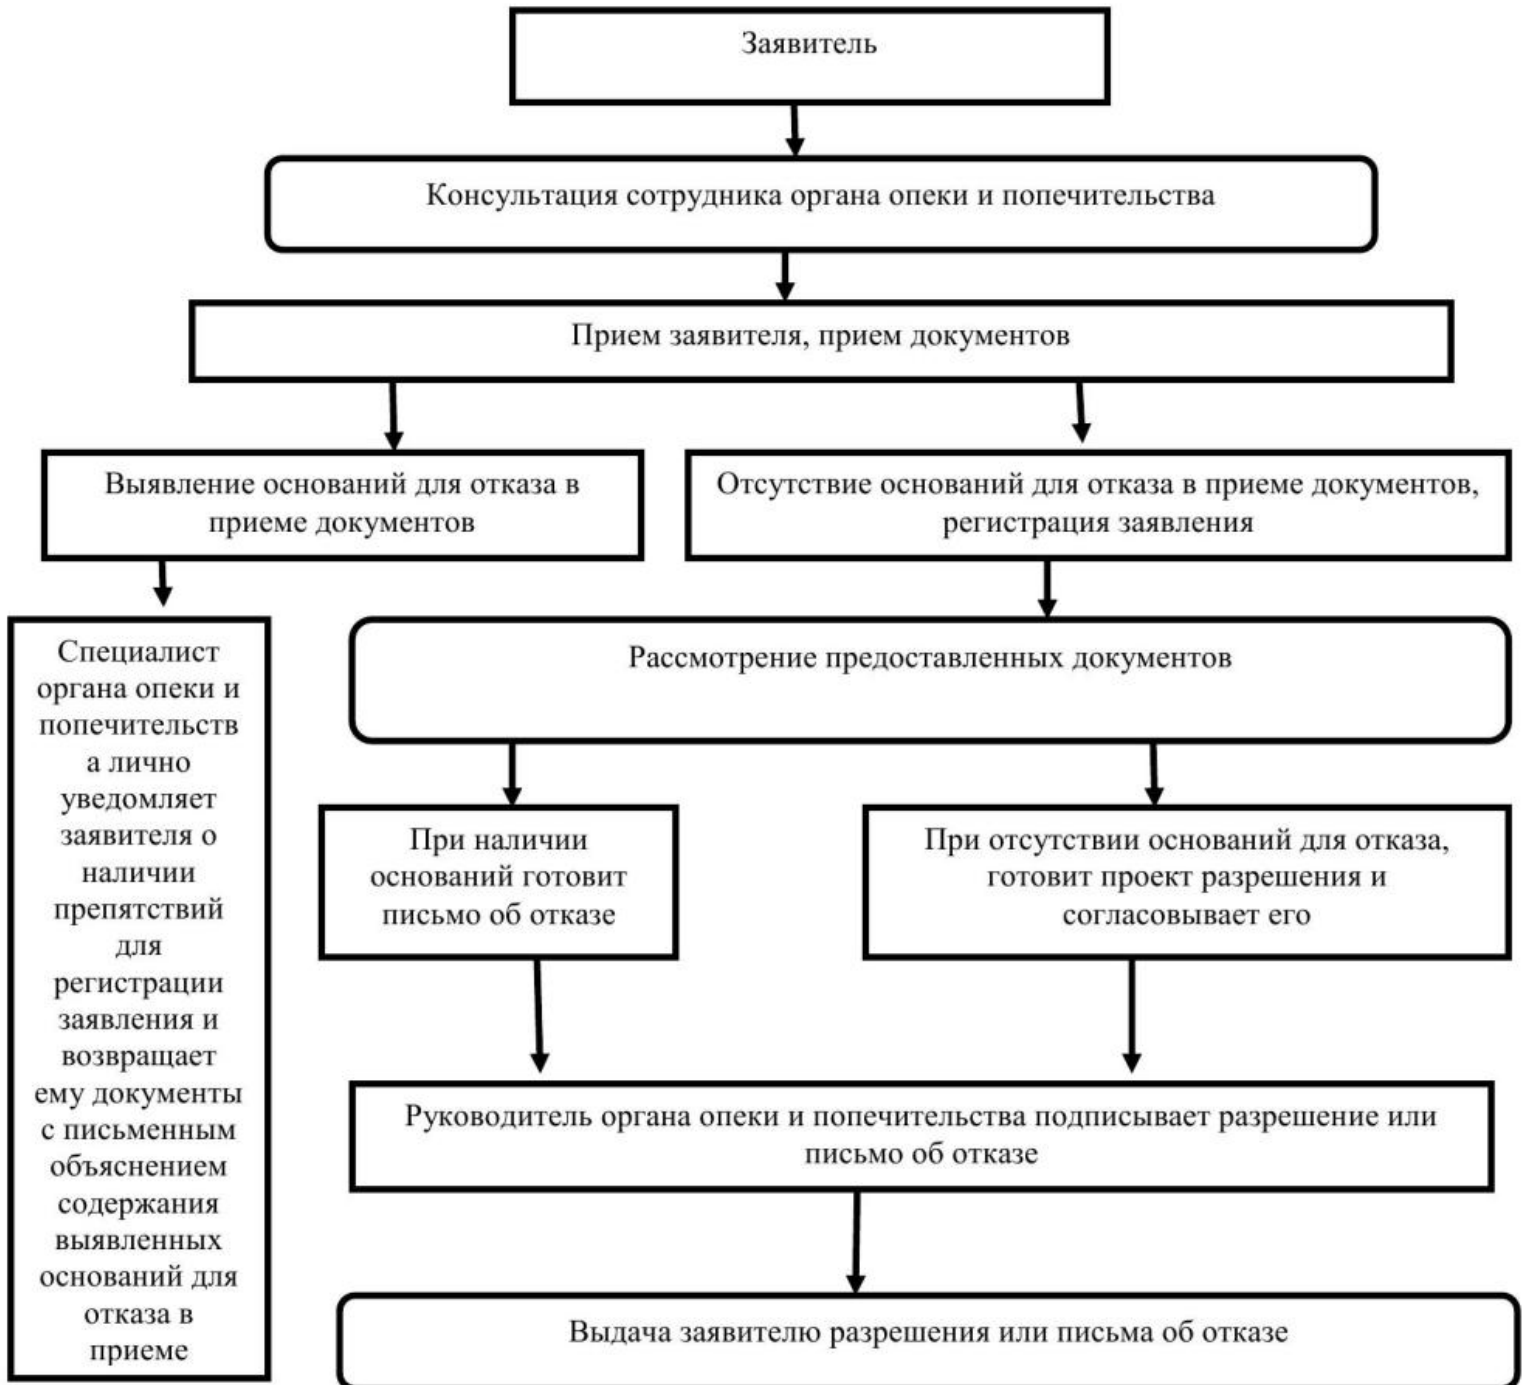 Заявитель
Консультация сотрудника органа опеки и попечительства
Прием заявителя, прием документов
Выявление оснований для отказа в
приеме документов
Отсутствие оснований для отказа в приеме документов,
регистрация заявления
Специалист
органа опеки и
попечительств
а лично
уведомляет
заявителя о
наличии
препятствий
для
регистрации
заявления и
возвращает
ему документы
с письменным
объяснением
содержания
выявленных
оснований для
отказа в
приеме
Рассмотрение предоставленных документов
При наличии
оснований готовит
письмо об отказе
При отсутствии оснований для отказа,
готовит проект разрешения и
согласовывает его
Руководитель органа опеки и попечительства подписывает разрешение или
письмо об отказе
Выдача заявителю разрешения или письма об отказе